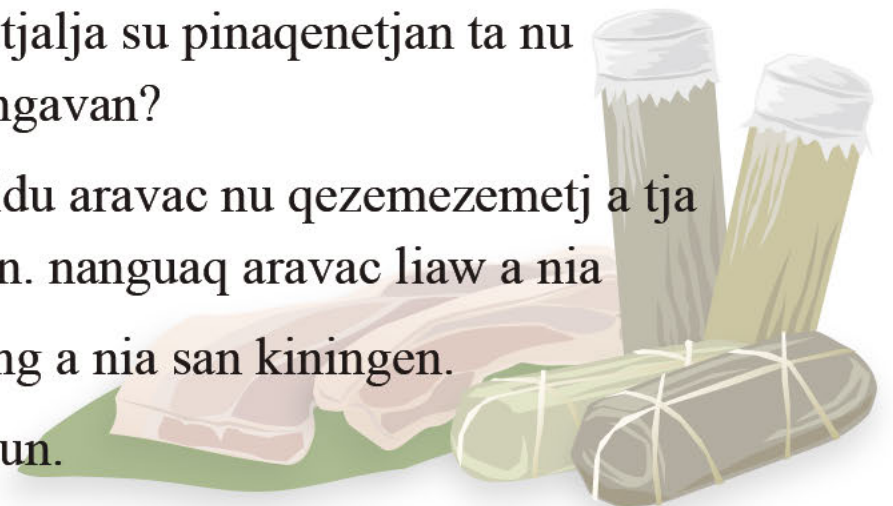 tjalja su pinaqenetjan ta nu
ngavan?
du aravac nu qezemezemetj a tja
n. nanguaq aravac liaw a nia
ng a nia san kiningen.
un.